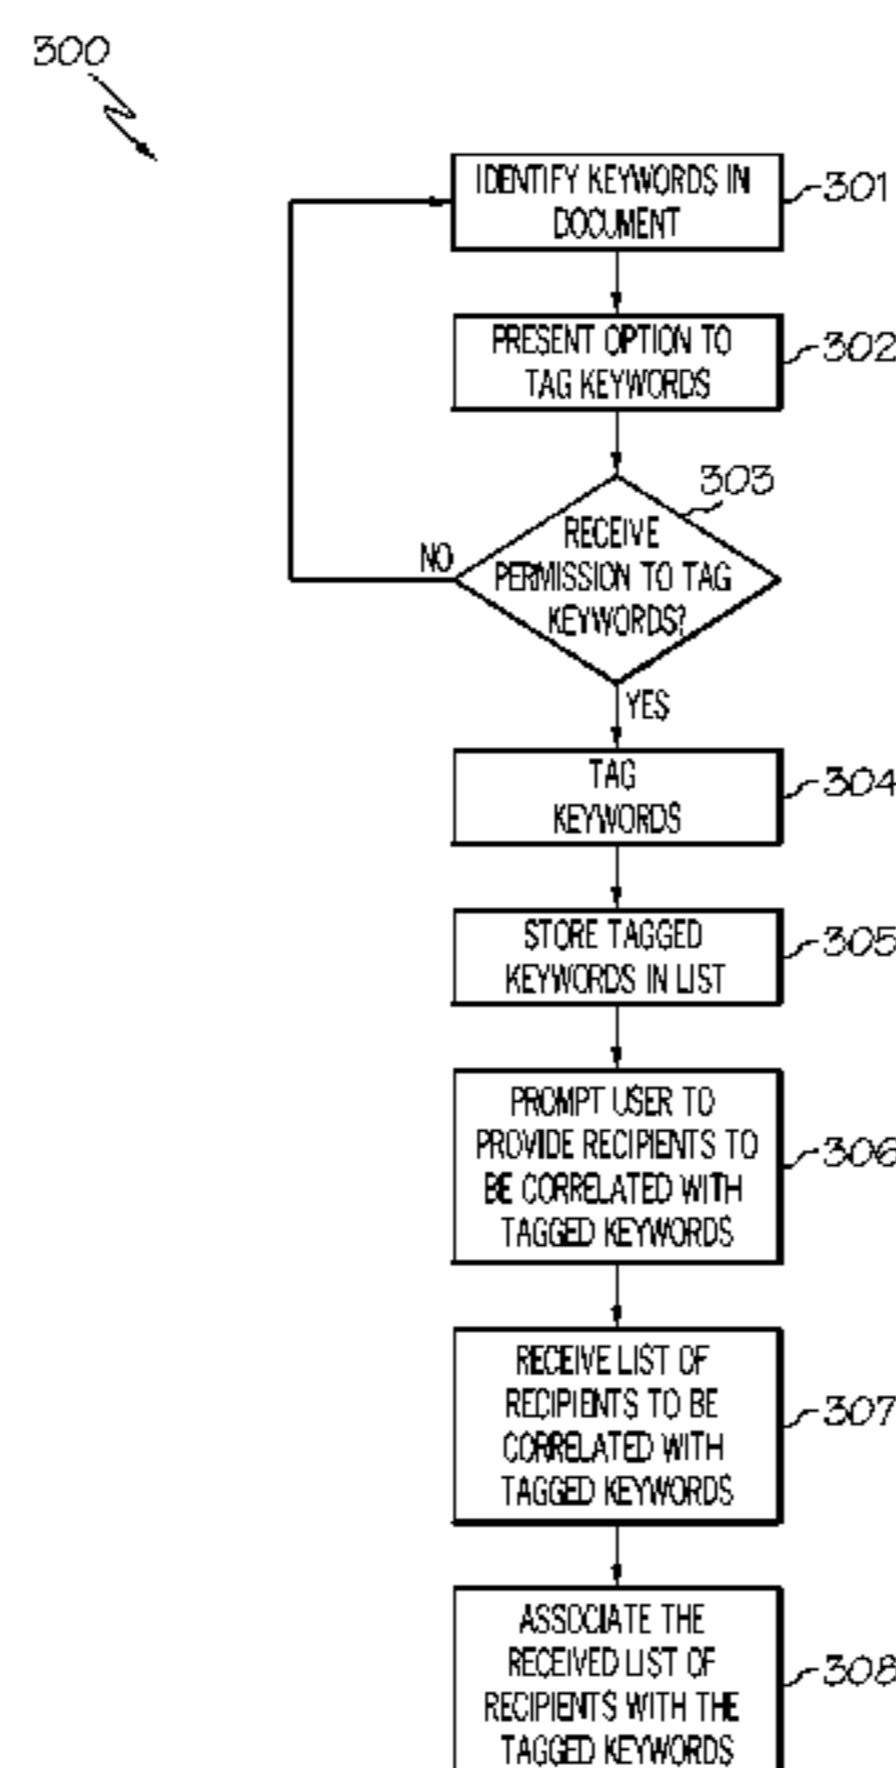 300
IDENTIFY KEYWORDS IN
DOCUMENT
301
PRESENT OPTION TO
TAG KEYWORDS
302
303
RECEIVE
PERMISSION TO TAG
KEYWORDS?
NO
YES
TAG
KEYWORDS
304
STORE TAGGED
KEYWORDS IN LIST
305
PROMPT USER TO
PROVIDE RECIPIENTS TO
BE CORRELATED WITH
TAGGED KEYWORDS
306
RECEIVE LIST OF
RECIPIENTS TO BE
CORRELATED WITH
TAGGED KEYWORDS
307
ASSOCIATE THE
RECEIVED LIST OF
RECIPIENTS WITH THE
TAGGED KEYWORDS
308